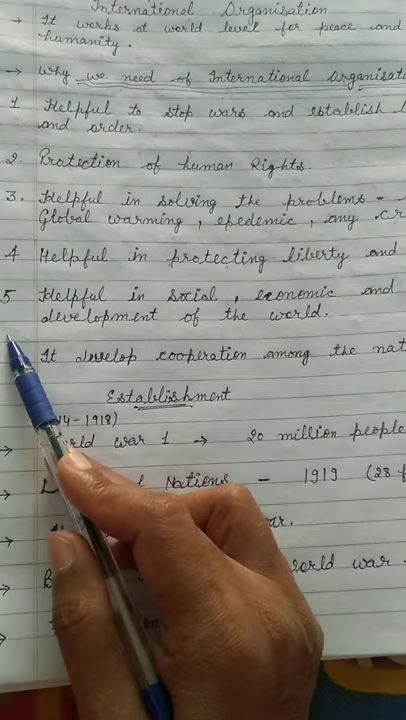 International Organisation
→ It works at world level for peace and
humanity.
→ Why we need of International Organisati
1 Helpful to stop wars and establish l
and order.
2. Protection of human Rights.
3. Helpful in solving the problems -
Global warming, epedemic, any cr
4 Helpful in protecting liberty and
5 Helpful in social, economic and
development of the world.
It develop cooperation among the nat
Establishment
14-1918)
→ rld war 1 → 20 million people
→ L Nations - 1919 (28 f
→ ar.
→ B world war
→